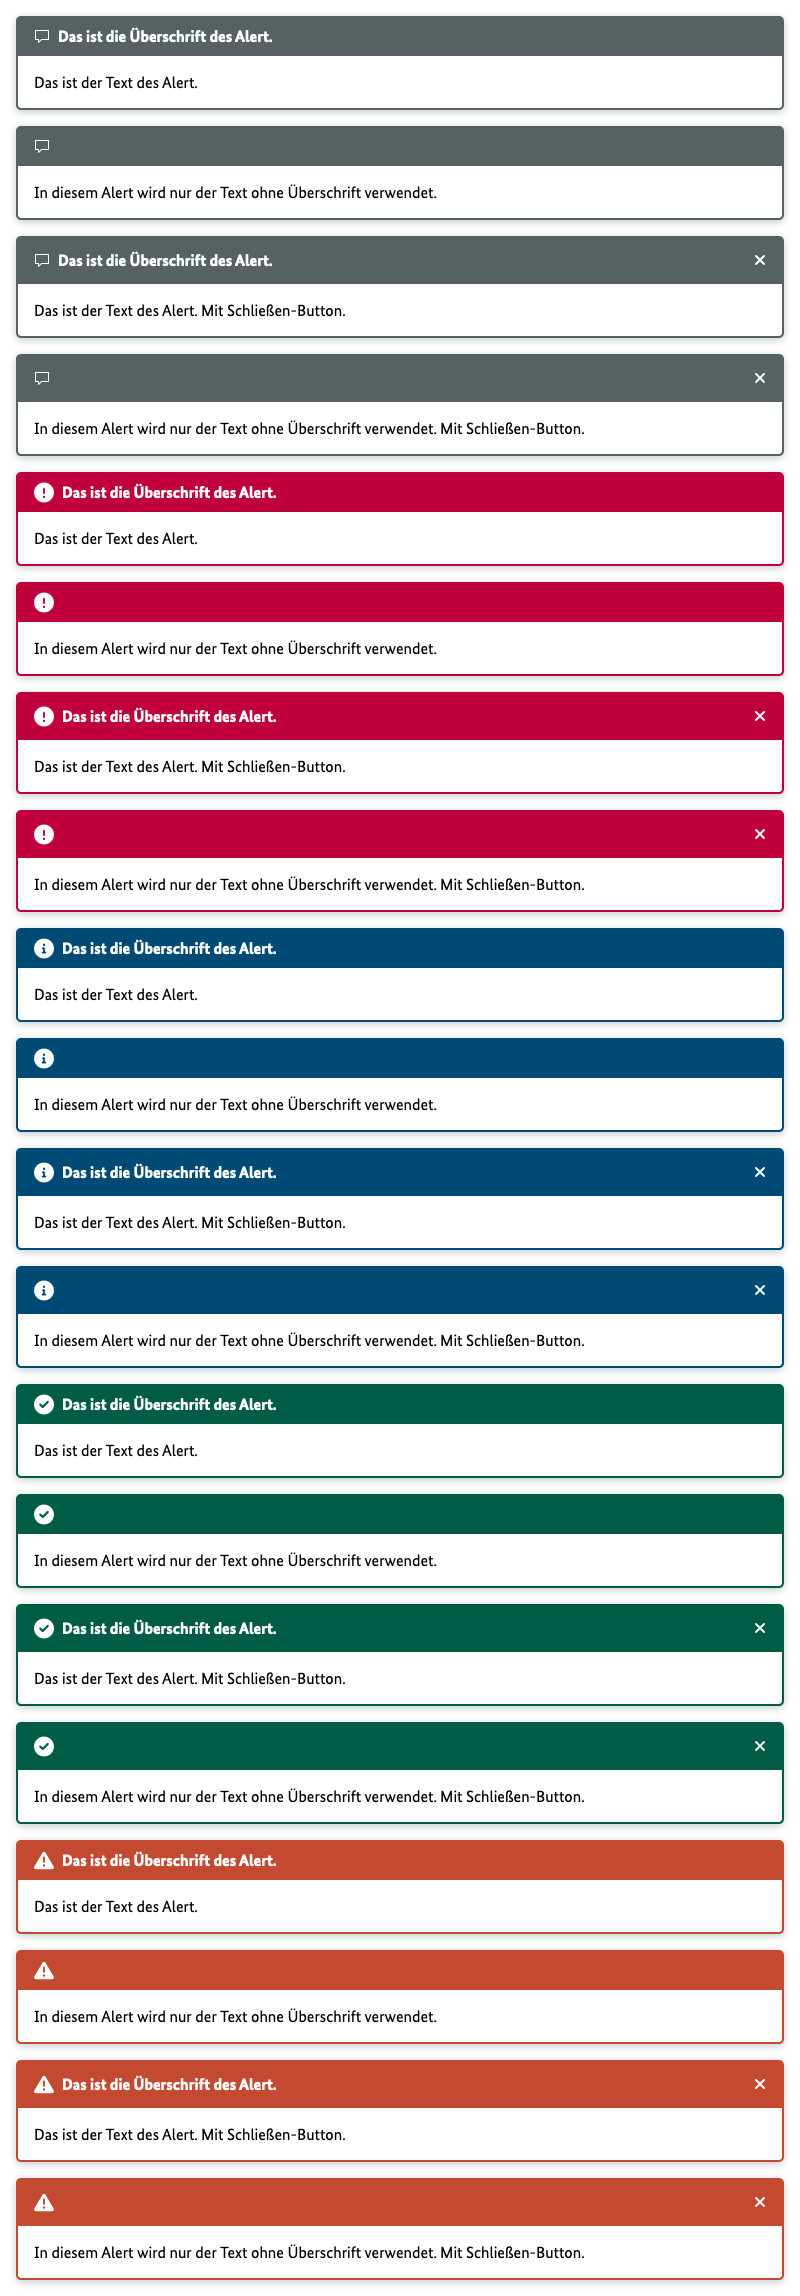 Das ist die Überschrift des Alert.
Das ist der Text des Alert.
In diesem Alert wird nur der Text ohne Überschrift verwendet.
Das ist die Überschrift des Alert.
Das ist der Text des Alert. Mit Schließen-Button.
In diesem Alert wird nur der Text ohne Überschrift verwendet. Mit Schließen-Button.
Das ist die Überschrift des Alert.
Das ist der Text des Alert.
In diesem Alert wird nur der Text ohne Überschrift verwendet.
Das ist die Überschrift des Alert.
Das ist der Text des Alert. Mit Schließen-Button.
In diesem Alert wird nur der Text ohne Überschrift verwendet. Mit Schließen-Button.
Das ist die Überschrift des Alert.
Das ist der Text des Alert.
In diesem Alert wird nur der Text ohne Überschrift verwendet.
Das ist die Überschrift des Alert.
Das ist der Text des Alert. Mit Schließen-Button.
In diesem Alert wird nur der Text ohne Überschrift verwendet. Mit Schließen-Button.
Das ist die Überschrift des Alert.
Das ist der Text des Alert.
In diesem Alert wird nur der Text ohne Überschrift verwendet.
Das ist die Überschrift des Alert.
Das ist der Text des Alert. Mit Schließen-Button.
In diesem Alert wird nur der Text ohne Überschrift verwendet. Mit Schließen-Button.
Das ist die Überschrift des Alert.
Das ist der Text des Alert.
In diesem Alert wird nur der Text ohne Überschrift verwendet.
Das ist die Überschrift des Alert.
Das ist der Text des Alert. Mit Schließen-Button.
In diesem Alert wird nur der Text ohne Überschrift verwendet. Mit Schließen-Button.